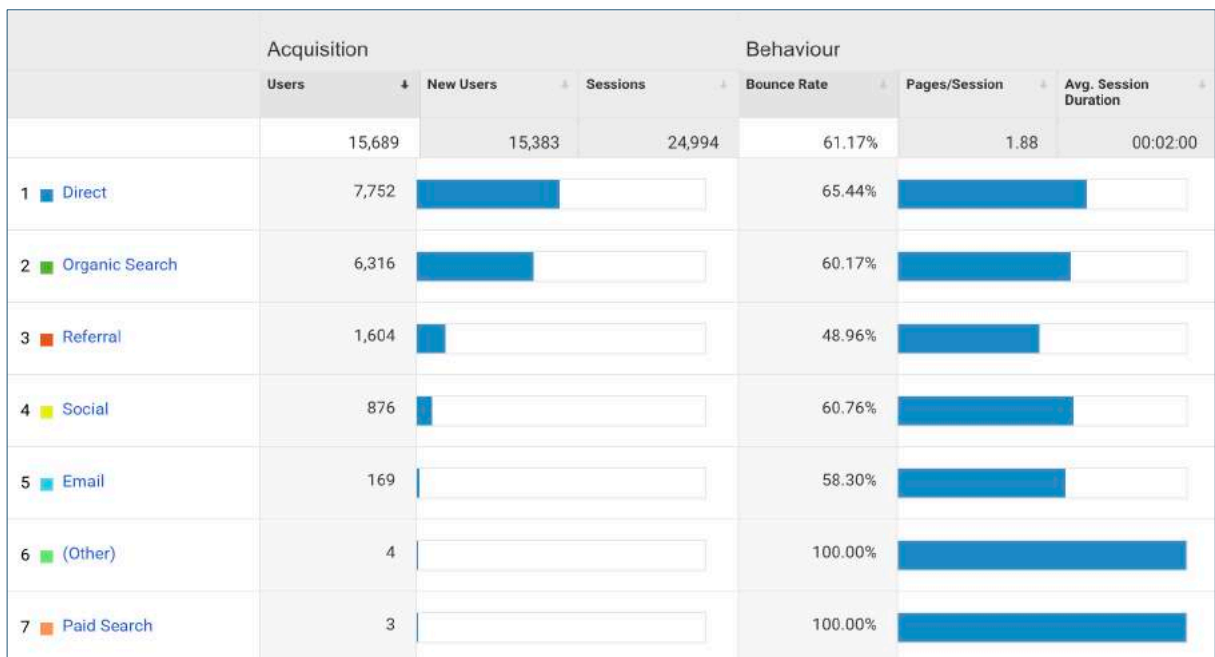 Acquisition Behaviour
Users New Users Sessions Bounce Rate Pages/Session Avg. Session
Duration
15,689 15,383 24,994 61.17% 1.88 00:02:00
1 Direct 7,752 65.44%
2 Organic Search 6,316 60.17%
3 Referral 1,604 48.96%
4 Social 876 60.76%
5 Email 169 58.30%
6 (Other) 4 100.00%
7 Paid Search 3 100.00%